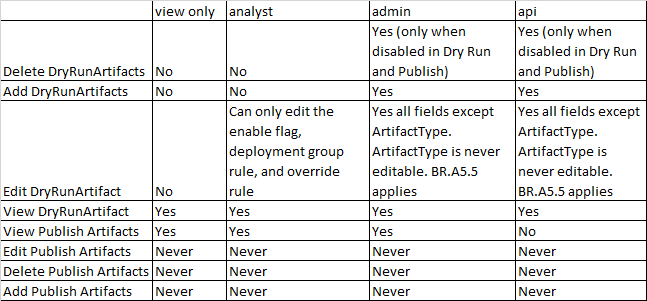 view only analyst admin api
Delete DryRunArtifacts No No Yes (only when disabled in Dry Run and Publish) Yes (only when disabled in Dry Run and Publish)
Add DryRunArtifacts No No Yes Yes
Edit DryRunArtifact No Can only edit the enable flag, deployment group rule, and override rule Yes all fields except ArtifactType. ArtifactType is never editable. BR.A5.5 applies Yes all fields except ArtifactType. ArtifactType is never editable. BR.A5.5 applies
View DryRunArtifact Yes Yes Yes Yes
View Publish Artifacts Yes Yes Yes No
Edit Publish Artifacts Never Never Never Never
Delete Publish Artifacts Never Never Never Never
Add Publish Artifacts Never Never Never Never